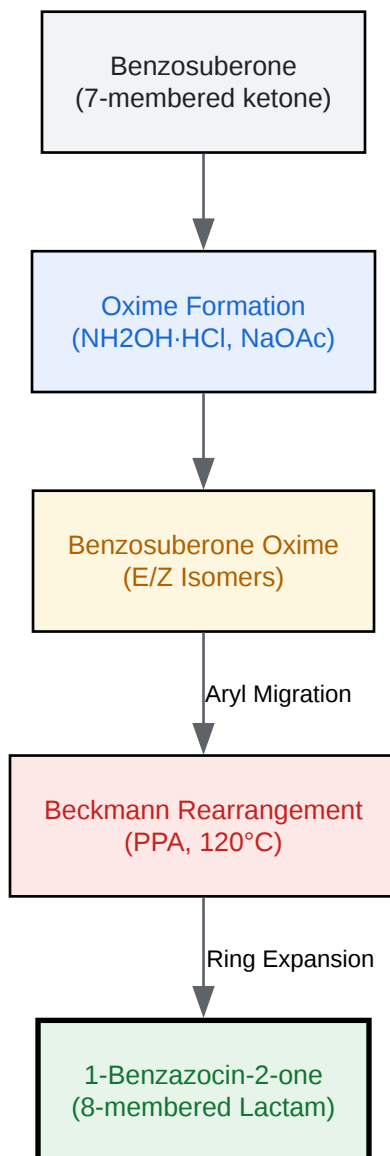 Benzosuberone
(7-membered ketone)
Oxime Formation
(NH2OH·HCl, NaOAc)
Benzosuberone Oxime
(E/Z Isomers)
Aryl Migration
Beckmann Rearrangement
(PPA, 120°C)
Ring Expansion
1-Benzazocin-2-one
(8-membered Lactam)